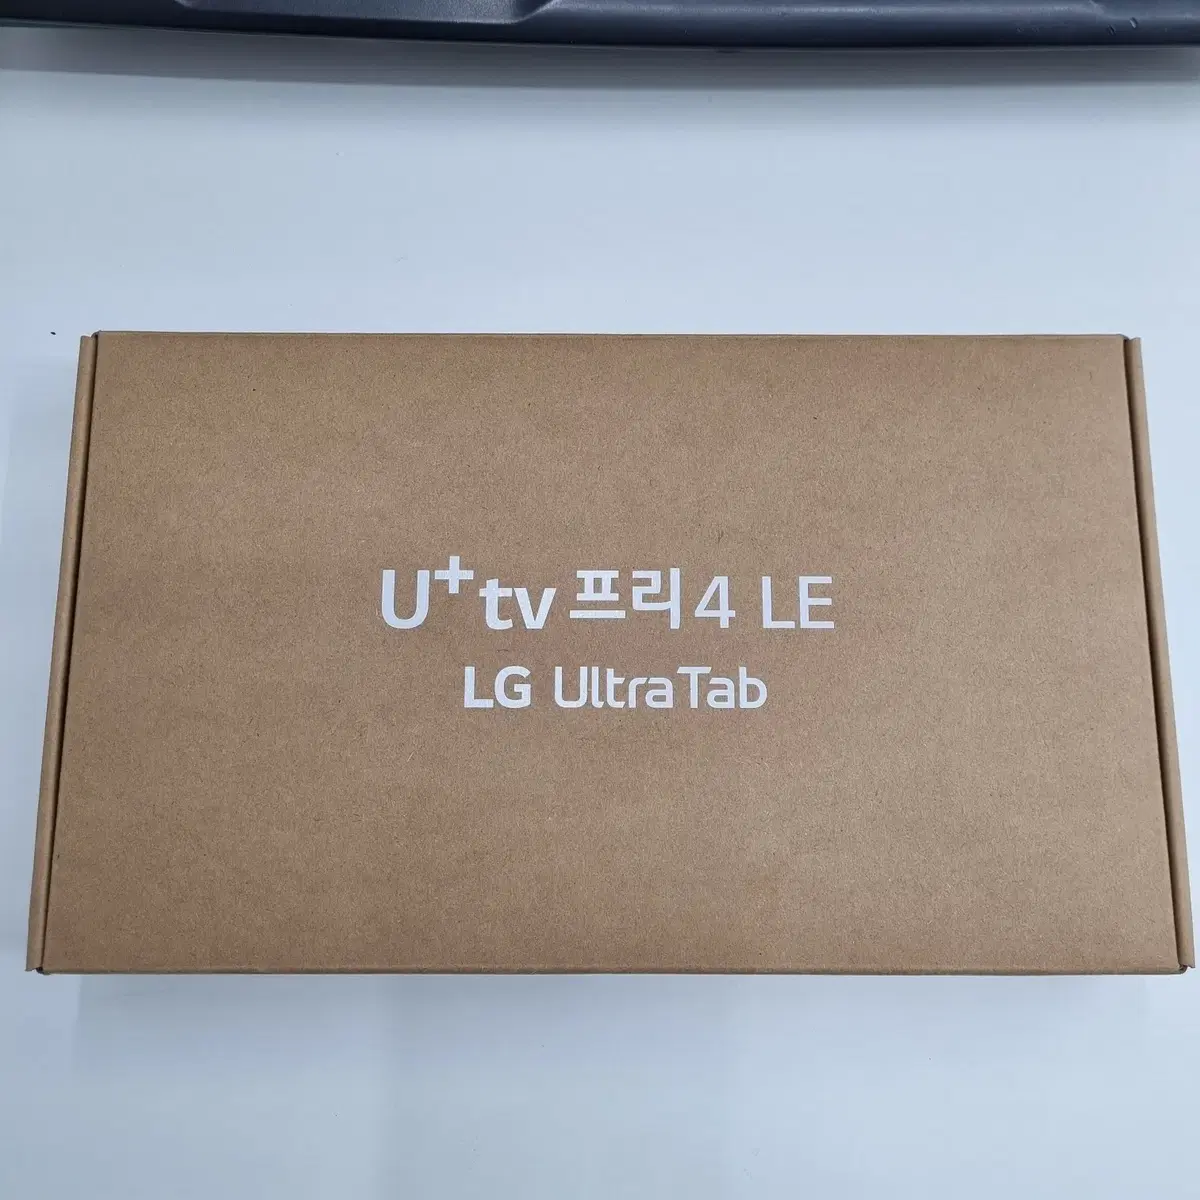 U+tv 프리4 LE
LG UltraTab